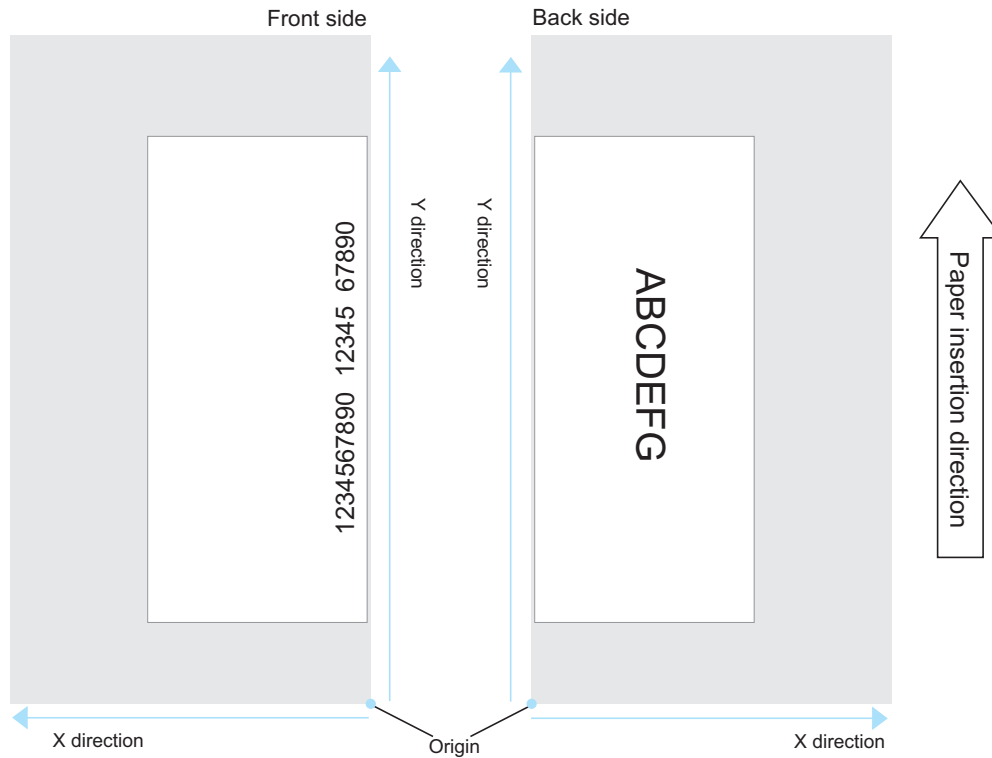 Front side
Back side
Y direction
Y direction
1234567890 12345 67890
ABCDEFG
Paper insertion direction
X direction
Origin
X direction